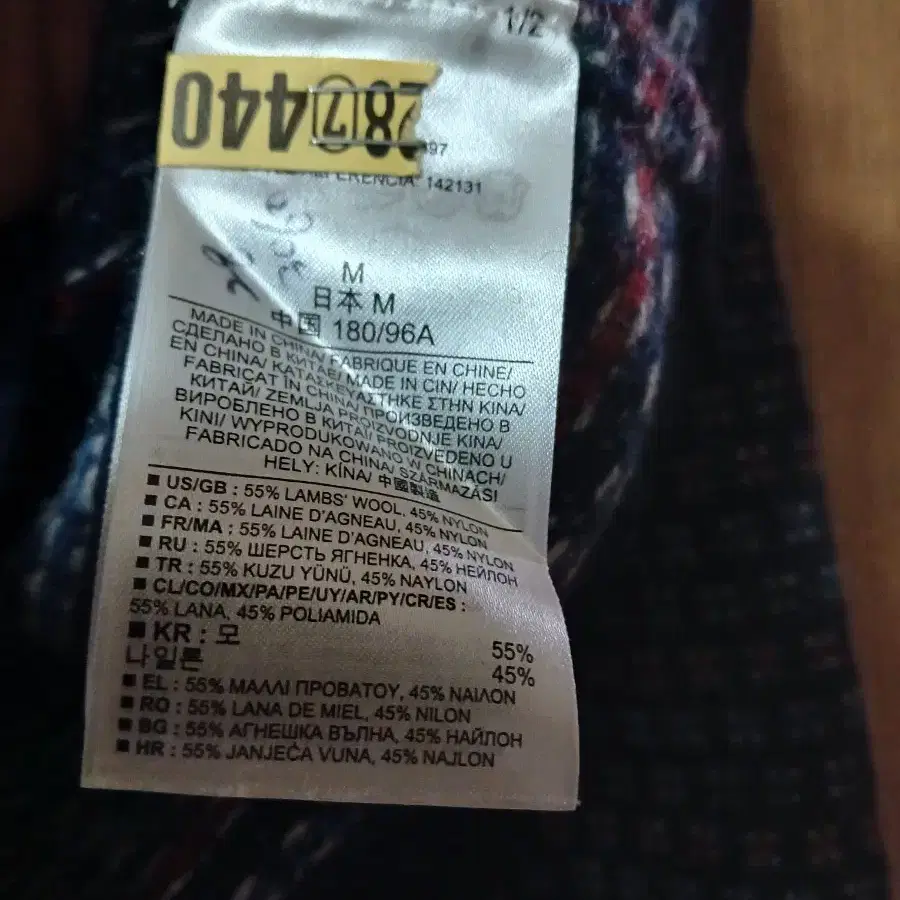 1/2
28⑦440
97
ERENCIA: 142131
M
日本 M
中国 180/96A
MADE IN CHINA/ FABRIQUE EN CHINE/
СДЕЛАНО В КИТАЕ/ MADE IN CIN/ HECHO
EN CHINA/ ΚΑΤΑΣΚΕΥΑΣΤΗΚΕ ΣΤΗΝ ΚΙΝΑ/
FABRICAT ÎN CHINA/ ПРОИЗВЕДЕНО В
КИТАЙ/ ZEMLJA PROIZVODNJE KINA/
ВИРОБЛЕНО В КИТАЇ/ PROIZVEDENO U
KINI/ WYPRODUKOWANO W CHINACH/
FABRICADO NA CHINA/ SZÁRMAZÁSI
HELY: KÍNA/ 中國製造
■ US/GB : 55% LAMBS' WOOL, 45% NYLON
■ CA : 55% LAINE D'AGNEAU, 45% NYLON
■ FR/MA : 55% LAINE D'AGNEAU, 45% NYLON
■ RU : 55% ШЕРСТЬ ЯГНЕНКА, 45% НЕЙЛОН
■ TR : 55% KUZU YÜNÜ, 45% NAYLON
■ CL/CO/MX/PA/PE/UY/AR/PY/CR/ES :
55% LANA, 45% POLIAMIDA
■ KR : 모 55%
나일론 45%
■ EL : 55% ΜΑΛΛΙ ΠΡΟΒΑΤΟΥ, 45% ΝΑΙΛΟΝ
■ RO : 55% LANA DE MIEL, 45% NILON
■ BG : 55% АГНЕШКА ВЪЛНА, 45% НАЙЛОН
■ HR : 55% JANJEĆA VUNA, 45% NAJLON